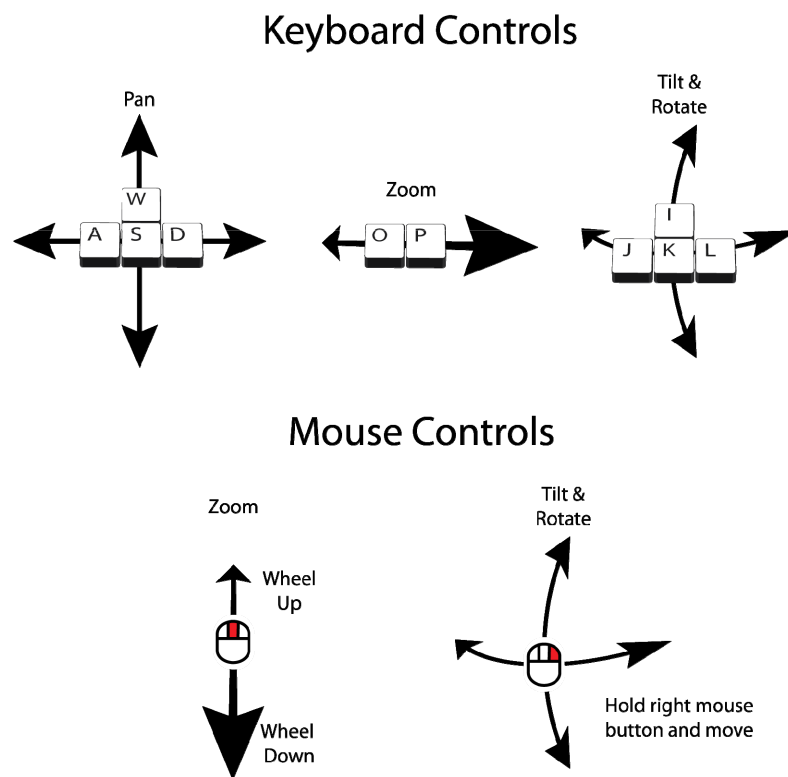 Keyboard Controls
Pan
W
A S D
Zoom
O P
Tilt &
Rotate
I
J K L
Mouse Controls
Zoom
Wheel
Up
Wheel
Down
Tilt &
Rotate
Hold right mouse
button and move